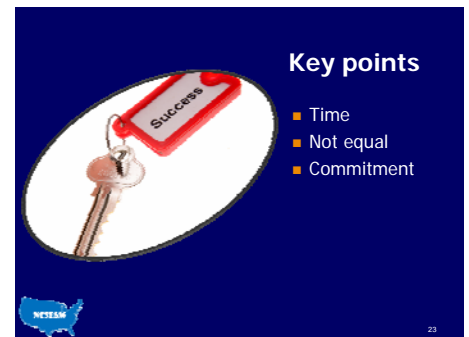 Key points
Success
Time
Not equal
Commitment
NCSEAM
23